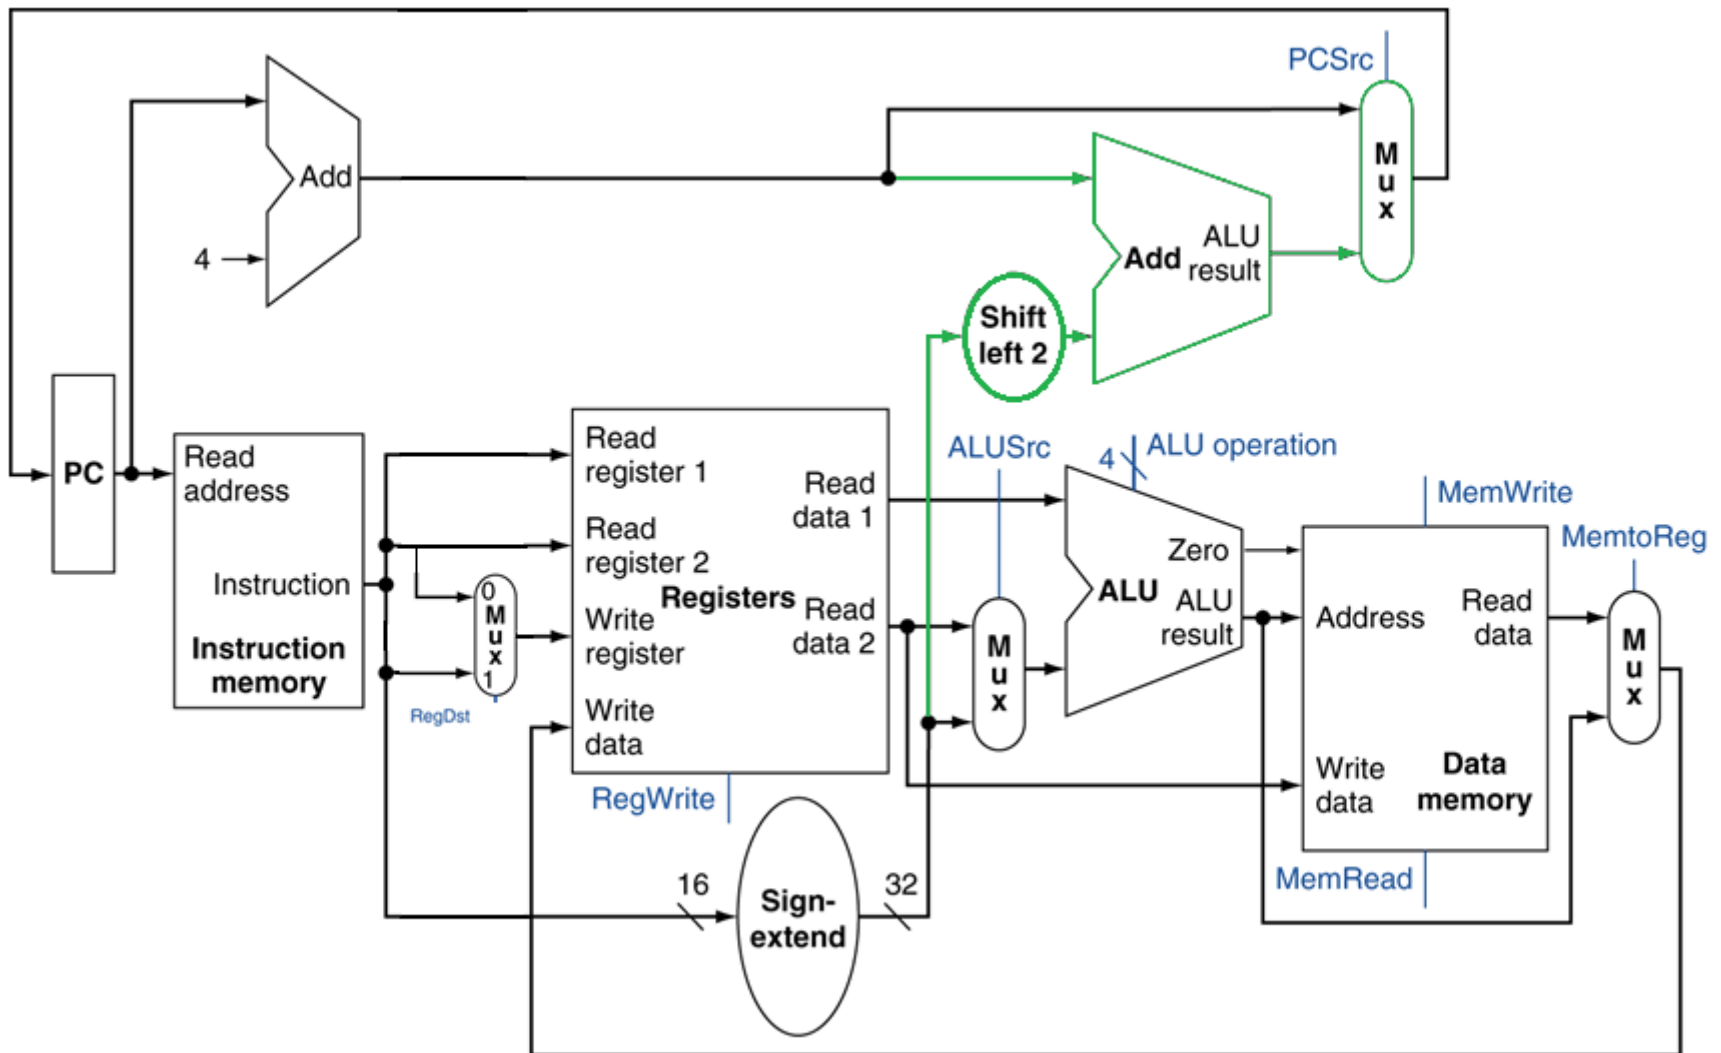 PCSrc
Add
4
M
u
x
Add
ALU
result
Shift
left 2
PC
Read
address
Instruction
Instruction
memory
0
M
u
x
1
RegDst
Read
register 1
Read
register 2
Registers
Write
register
Write
data
Read
data 1
Read
data 2
RegWrite
16
Sign-
extend
32
ALUSrc
M
u
x
4
ALU operation
Zero
ALU
ALU
result
MemWrite
Address
Read
data
Write
data
Data
memory
MemRead
MemtoReg
M
u
x